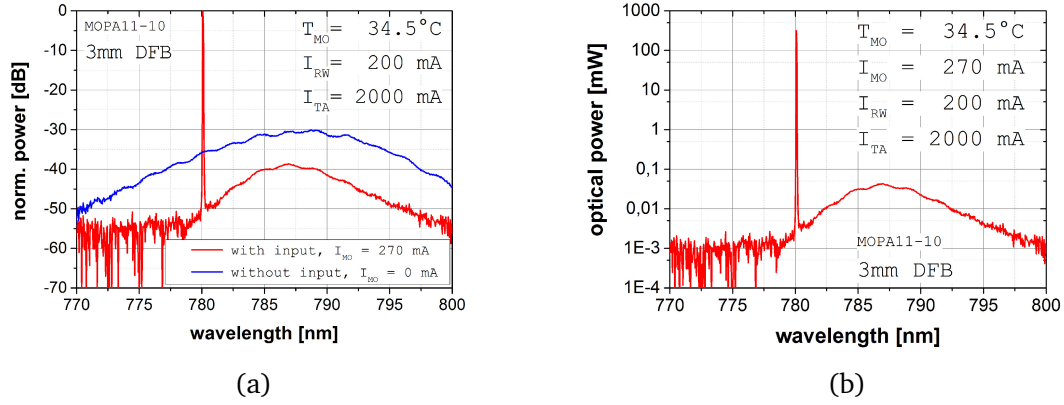 MOPA11-10
3mm DFB
T_MO = 34.5°C
I_RW = 200 mA
I_TA = 2000 mA
norm. power [dB]
0
-10
-20
-30
-40
-50
-60
-70
with input, I_MO = 270 mA
without input, I_MO = 0 mA
770 775 780 785 790 795 800
wavelength [nm]
(a)
T_MO = 34.5°C
I_MO = 270 mA
I_RW = 200 mA
I_TA = 2000 mA
optical power [mW]
1000
100
10
1
0,1
0,01
1E-3
1E-4
MOPA11-10
3mm DFB
770 775 780 785 790 795 800
wavelength [nm]
(b)